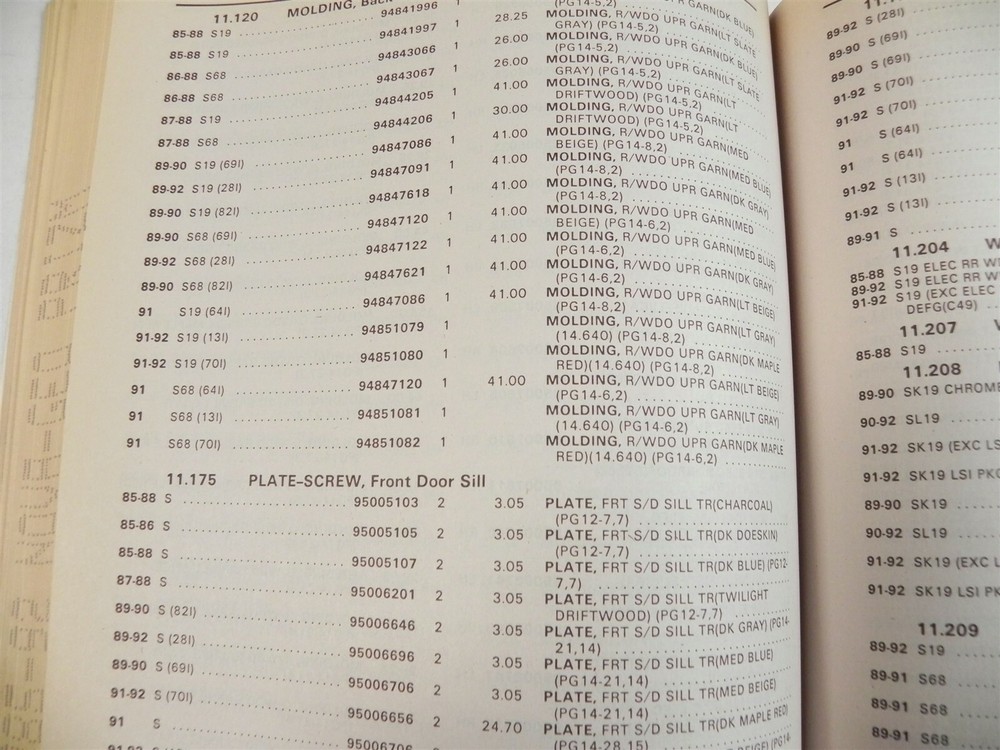 11.120 MOLDING, Back
85-88 S19 94841996 1
(PG14-5,2)
85-88 S19 94841997 1 28.25 MOLDING, R/WDO UPR GARN(LT SLATE
GRAY) (PG14-5,2)
86-88 S68 94843066 1 26.00 MOLDING, R/WDO UPR GARN(DK BLUE)
(PG14-5,2)
86-88 S68 94843067 1 26.00 MOLDING, R/WDO UPR GARN(LT SLATE
GRAY) (PG14-5,2)
87-88 S19 94844205 1 41.00 MOLDING, R/WDO UPR GARN(LT
DRIFTWOOD) (PG14-5,2)
87-88 S68 94844206 1 30.00 MOLDING, R/WDO UPR GARN(LT
DRIFTWOOD) (PG14-5,2)
89-90 S19 (69I) 94847086 1 41.00 MOLDING, R/WDO UPR GARN(MED
BEIGE) (PG14-8,2)
89-92 S19 (28I) 94847091 1 41.00 MOLDING, R/WDO UPR GARN(MED BLUE)
(PG14-8,2)
89-90 S19 (82I) 94847618 1 41.00 MOLDING, R/WDO UPR GARN(DK GRAY)
(PG14-8,2)
89-90 S68 (69I) 94847120 1 41.00 MOLDING, R/WDO UPR GARN(MED
BEIGE) (PG14-6,2)
89-92 S68 (28I) 94847122 1 41.00 MOLDING, R/WDO UPR GARN(MED BLUE)
(PG14-6,2)
89-90 S68 (82I) 94847621 1 41.00 MOLDING, R/WDO UPR GARN(DK GRAY)
(PG14-6,2)
91 S19 (64I) 94847086 1 41.00 MOLDING, R/WDO UPR GARN(LT BEIGE)
(PG14-8,2)
91-92 S19 (13I) 94851079 1 MOLDING, R/WDO UPR GARN(LT GRAY)
(14.640) (PG14-8,2)
91-92 S19 (70I) 94851080 1 MOLDING, R/WDO UPR GARN(DK MAPLE
RED)(14.640) (PG14-8,2)
91 S68 (64I) 94847120 1 41.00 MOLDING, R/WDO UPR GARN(LT BEIGE)
(PG14-6,2)
91 S68 (13I) 94851081 1 MOLDING, R/WDO UPR GARN(LT GRAY)
(14.640) (PG14-6,2)
91 S68 (70I) 94851082 1 MOLDING, R/WDO UPR GARN(DK MAPLE
RED)(14.640) (PG14-6,2)
11.175 PLATE-SCREW, Front Door Sill
85-88 S 95005103 2 3.05 PLATE, FRT S/D SILL TR(CHARCOAL)
(PG12-7,7)
85-86 S 95005105 2 3.05 PLATE, FRT S/D SILL TR(DK DOESKIN)
(PG12-7,7)
85-88 S 95005107 2 3.05 PLATE, FRT S/D SILL TR(DK BLUE) (PG12-
7,7)
87-88 S 95006201 2 3.05 PLATE, FRT S/D SILL TR(TWILIGHT
DRIFTWOOD) (PG12-7,7)
89-90 S (82I) 95006646 2 3.05 PLATE, FRT S/D SILL TR(DK GRAY) (PG14-
21,14)
89-92 S (28I) 95006696 2 3.05 PLATE, FRT S/D SILL TR(MED BLUE)
(PG14-21,14)
89-90 S (69I) 95006706 2 3.05 PLATE, FRT S/D SILL TR(MED BEIGE)
(PG14-21,14)
91-92 S (70I) 95006656 2 24.70 PLATE, FRT S/D SILL TR(DK MAPLE RED)
(PG14-28,15)
91 S 95006706
89-92 S (28I)
89-90 S (69I)
89-90 S (69I)
91-92 S (70I)
91-92 S (70I)
91 S (64I)
91 S (64I)
91-92 S (13I)
91-92 S (13I)
89-91 S
11.204
85-88 S19 ELEC RR
89-92 S19 ELEC RR
91-92 S19 (EXC ELEC
DEFG(C49)
11.207
85-88 S19
11.208
89-90 SK19 CHROME
90-92 SL19
91-92 SK19 (EXC
91-92 SK19 LSI
89-90 SK19
90-92 SL19
91-92 SK19 (EXC
91-92 SK19 LSI
11.209
89-92 S19
89-91 S68
89-91 S68
89-91 S68